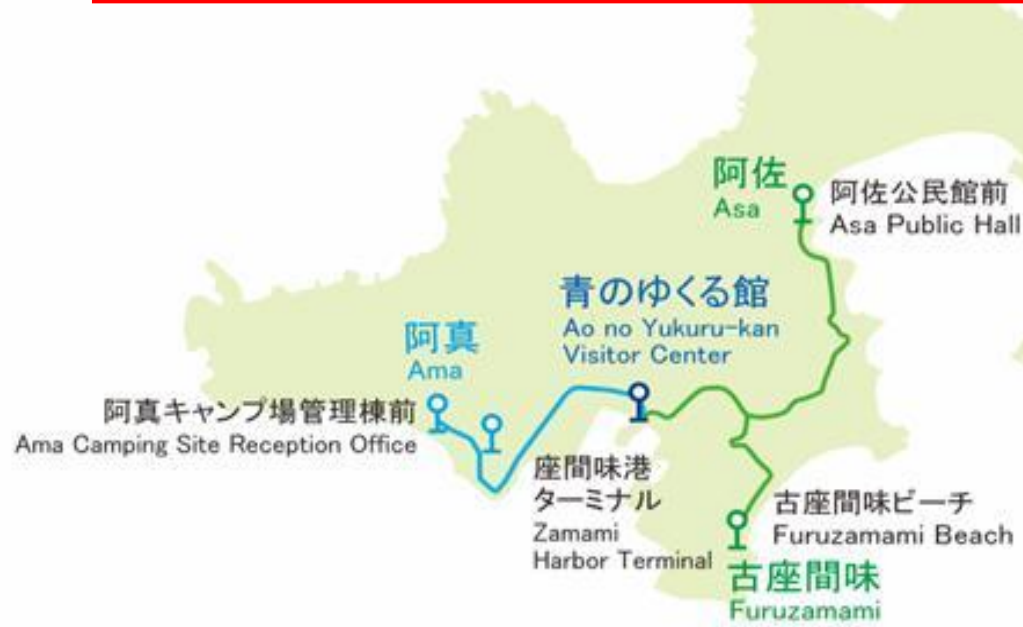 阿佐
Asa
阿佐公民館前
Asa Public Hall
青のゆくる館
Ao no Yukuru-kan
Visitor Center
阿真
Ama
阿真キャンプ場管理棟前
Ama Camping Site Reception Office
座間味港
ターミナル
Zamami
Harbor Terminal
古座間味ビーチ
Furuzamami Beach
古座間味
Furuzamami